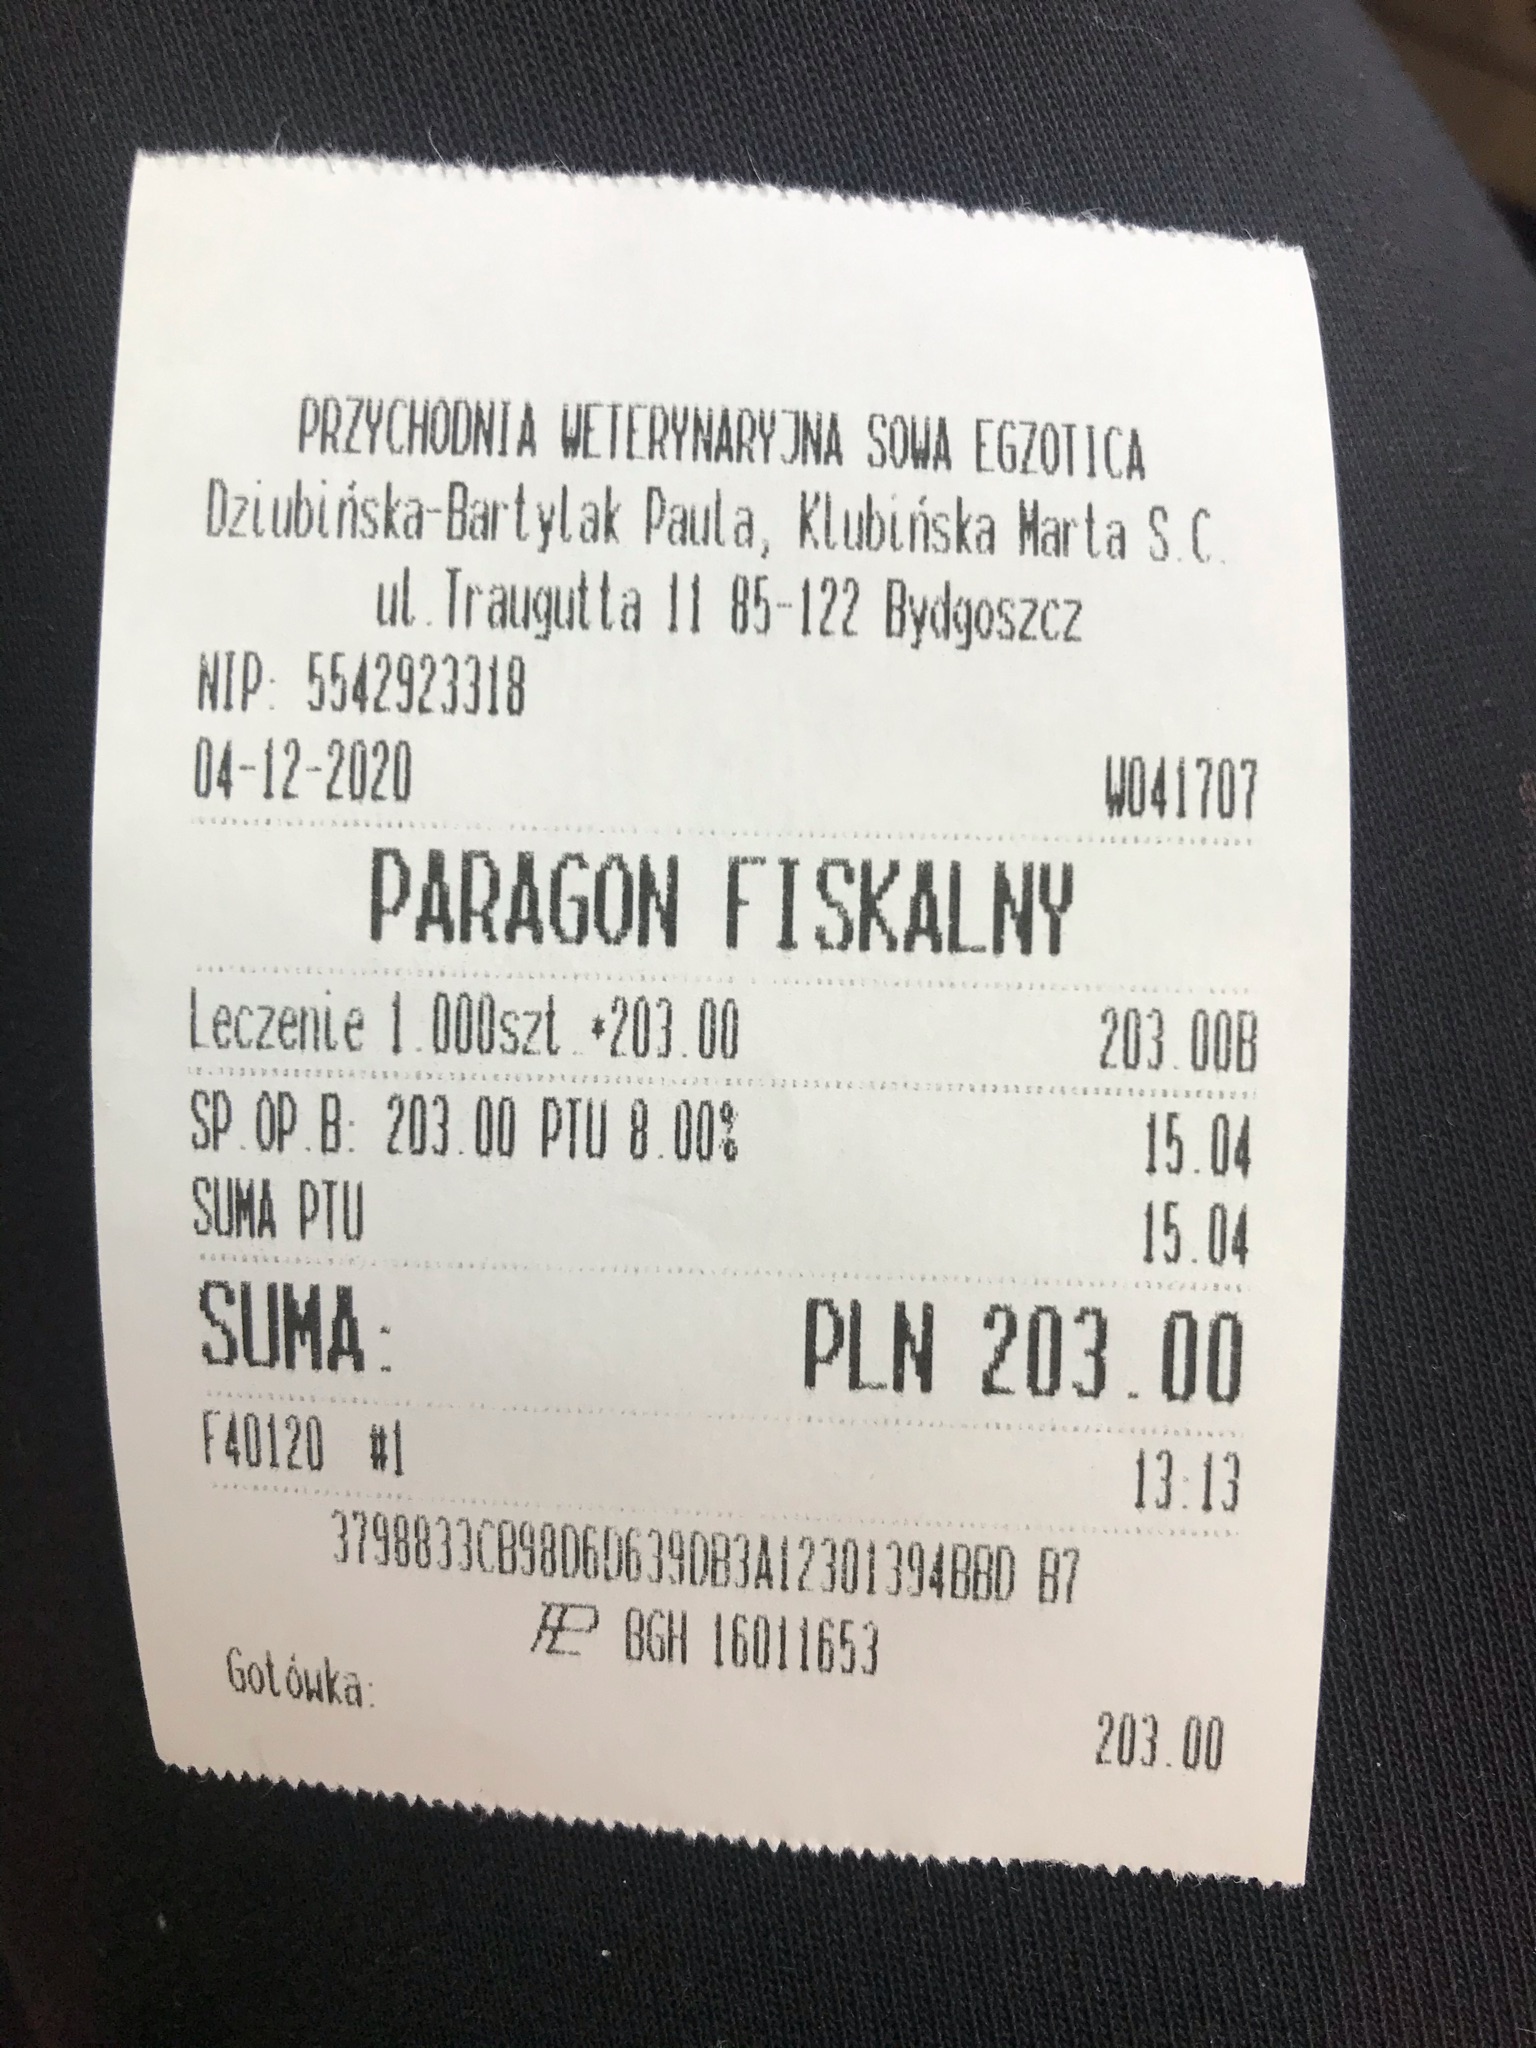 PRZYCHODNIA WETERYNARYJNA SOWA EGZOTICA
Dziubińska-Bartylak Paula, Klubińska Marta S.C.
ul.Traugutta 11 85-122 Bydgoszcz
NIP: 5542923318
04-12-2020 W041707
PARAGON FISKALNY
Leczenie 1.000szt.*203.00 203.00B
SP.OP.B: 203.00 PTU 8.00% 15.04
SUMA PTU 15.04
SUMA: PLN 203.00
F40120 #1 13:13
3798833CB98D6D639DB3A12301394BBD B7
BGH 16011653
Gotówka: 203.00